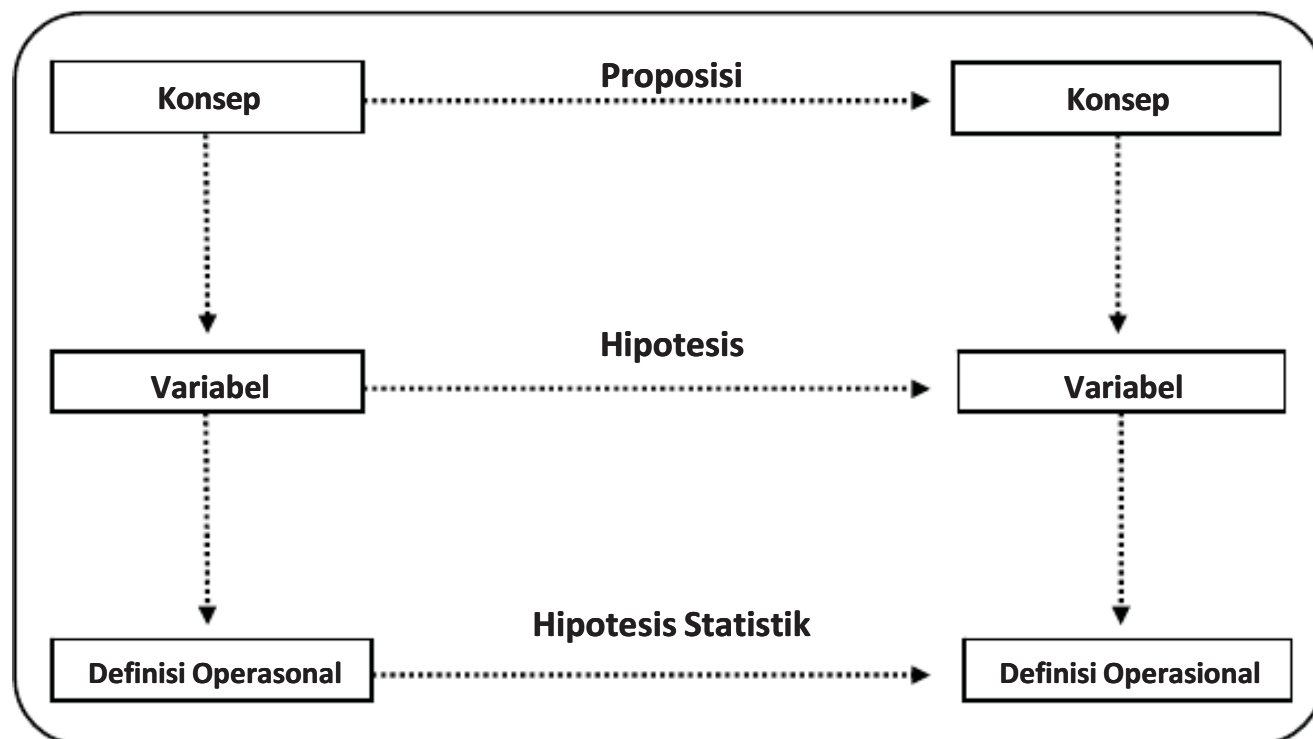 Proposisi
Konsep
Konsep
Hipotesis
Variabel
Variabel
Hipotesis Statistik
Definisi Operasonal
Definisi Operasional